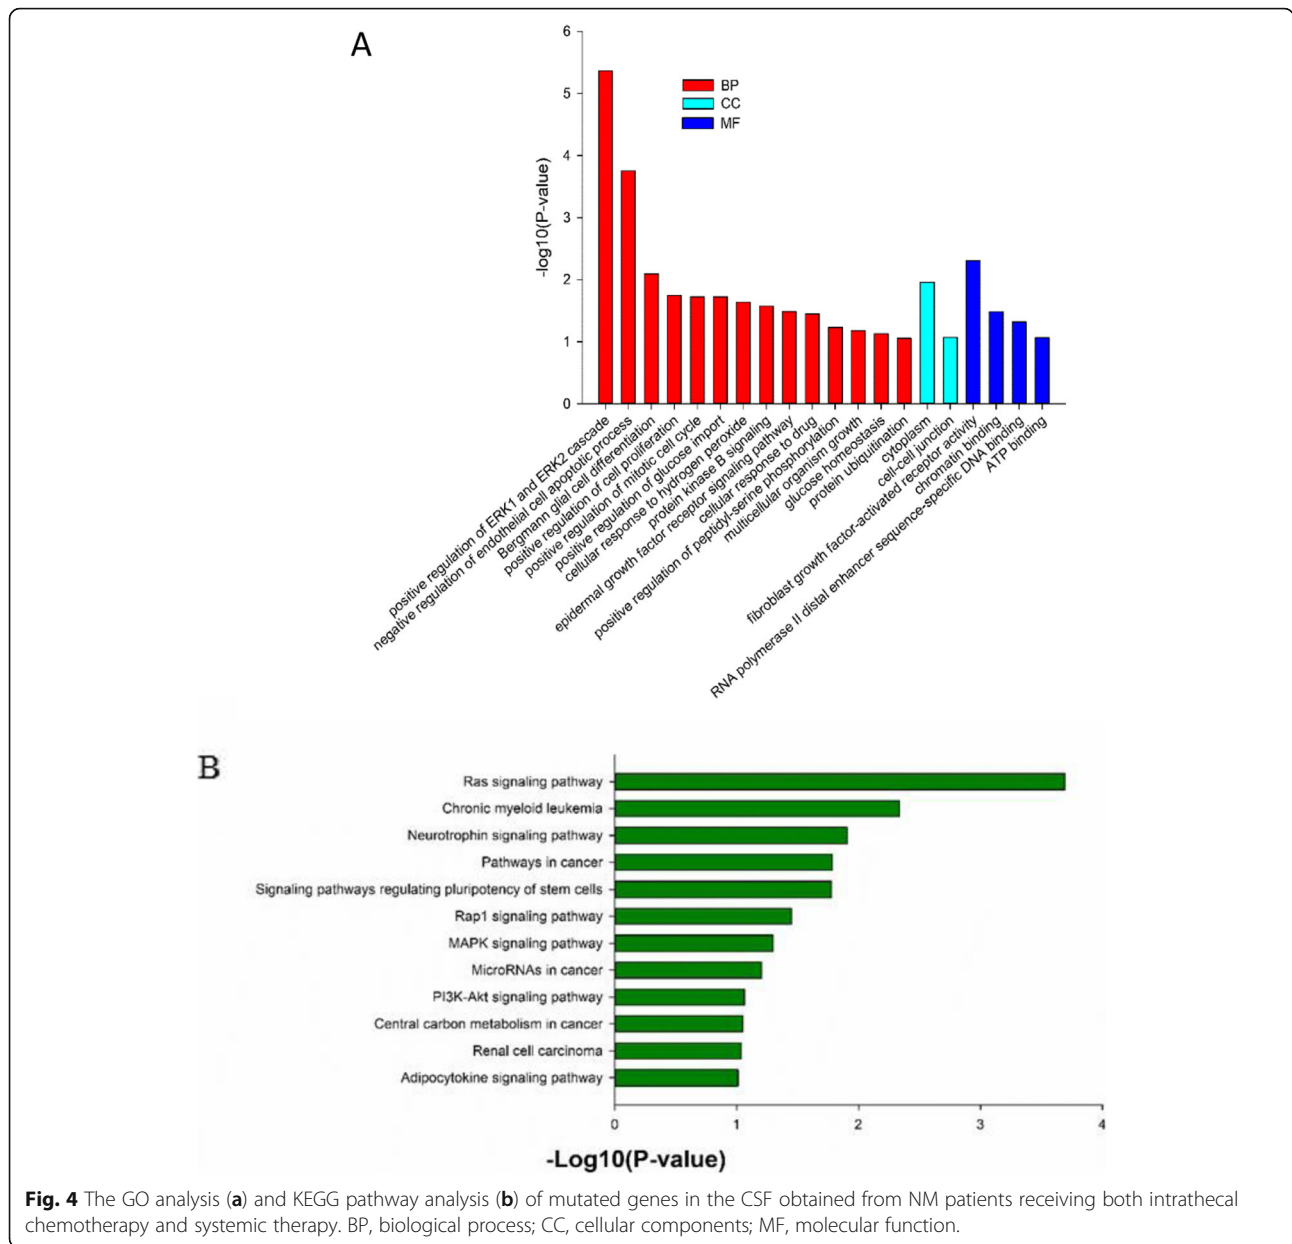 A
6
5
4
3
2
1
0
-log10(P-value)
BP
CC
MF
positive regulation of ERK1 and ERK2 cascade
negative regulation of endothelial cell apoptotic process
Bergmann glial cell differentiation
positive regulation of cell proliferation
positive regulation of mitotic cell cycle
positive regulation of glucose import
cellular response to hydrogen peroxide
protein kinase B signaling
epidermal growth factor receptor signaling pathway
cellular response to drug
positive regulation of peptidyl-serine phosphorylation
multicellular organism growth
glucose homeostasis
protein ubiquitination
cytoplasm
cell-cell junction
fibroblast growth factor-activated receptor activity
chromatin binding
RNA polymerase II distal enhancer sequence-specific DNA binding
ATP binding
B
Ras signaling pathway
Chronic myeloid leukemia
Neurotrophin signaling pathway
Pathways in cancer
Signaling pathways regulating pluripotency of stem cells
Rap1 signaling pathway
MAPK signaling pathway
MicroRNAs in cancer
PI3K-Akt signaling pathway
Central carbon metabolism in cancer
Renal cell carcinoma
Adipocytokine signaling pathway
0 1 2 3 4
-Log10(P-value)
Fig. 4 The GO analysis (a) and KEGG pathway analysis (b) of mutated genes in the CSF obtained from NM patients receiving both intrathecal
chemotherapy and systemic therapy. BP, biological process; CC, cellular components; MF, molecular function.